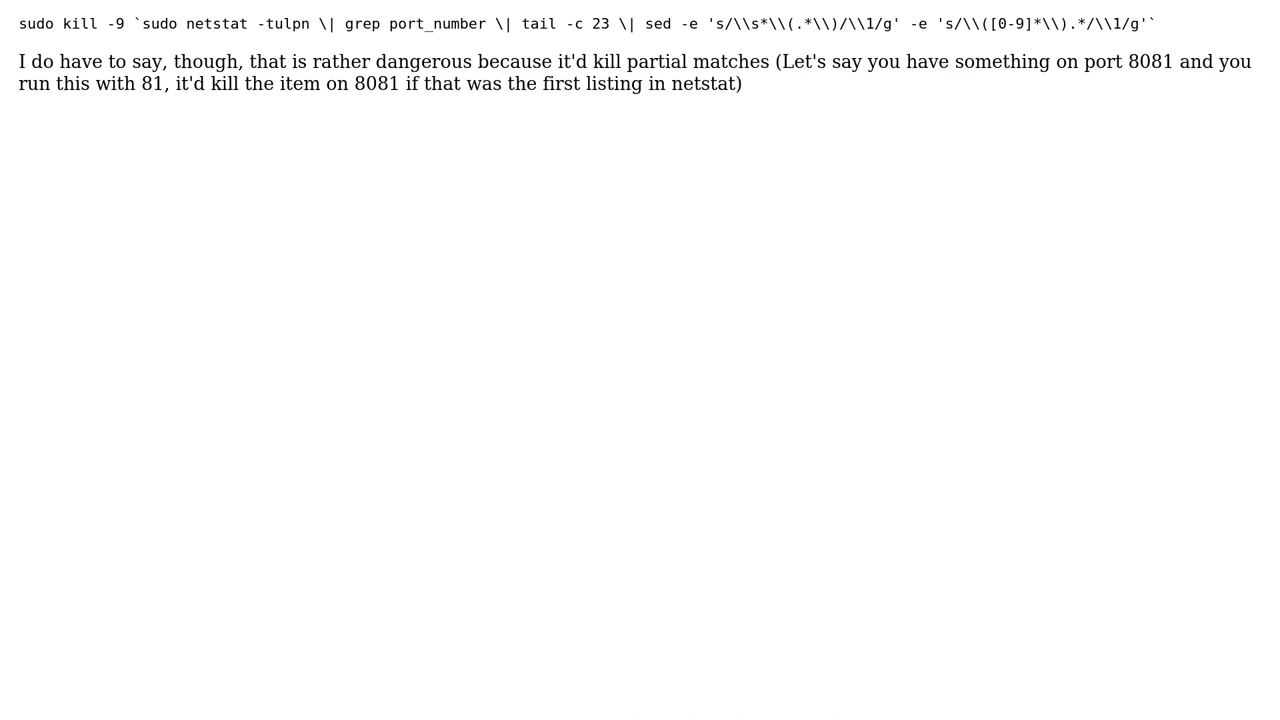 sudo kill -9 `sudo netstat -tulpn \| grep port_number \| tail -c 23 \| sed -e 's/\\s*\\(.*\\)/\\1/g' -e 's/\\([0-9]*\\).*/\\1/g'`
I do have to say, though, that is rather dangerous because it'd kill partial matches (Let's say you have something on port 8081 and you
run this with 81, it'd kill the item on 8081 if that was the first listing in netstat)